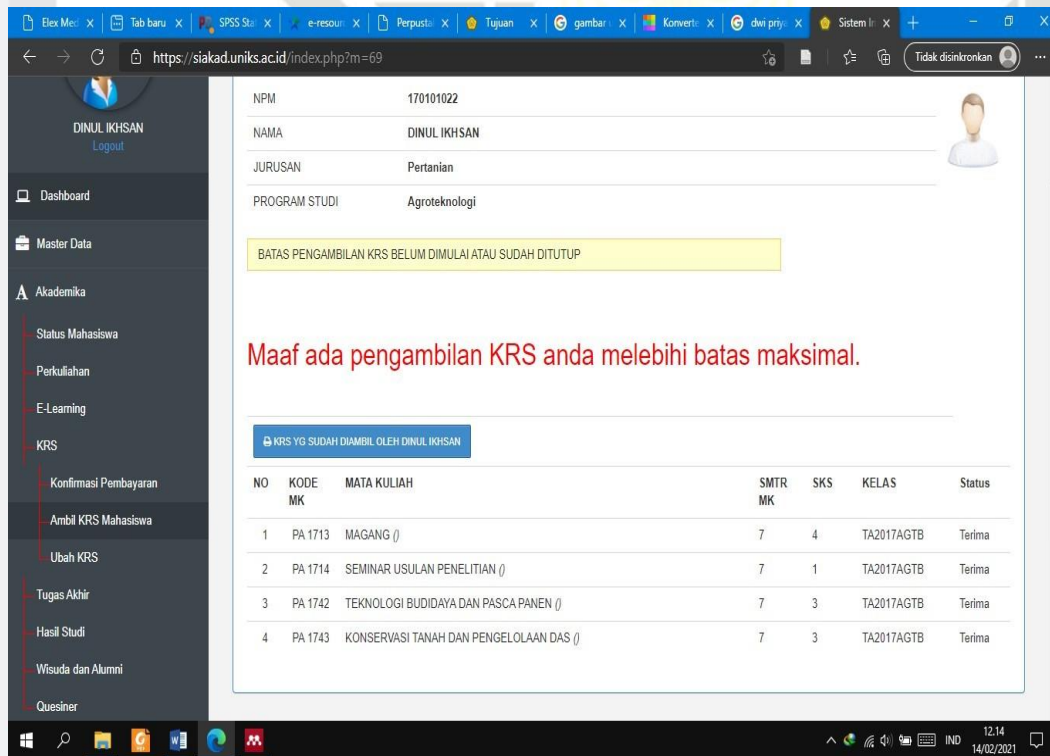 Elex Med
Tab baru
SPSS Stat
e-resourc
Perpustal
Tujuan
gambar
Konverte
dwi priya
Sistem In
https://siakad.uniks.ac.id/index.php?m=69
Tidak disinkronkan
DINUL IKHSAN
Logout
Dashboard
Master Data
A Akademika
Status Mahasiswa
Perkuliahan
E-Learning
KRS
Konfirmasi Pembayaran
Ambil KRS Mahasiswa
Ubah KRS
Tugas Akhir
Hasil Studi
Wisuda dan Alumni
Quesiner
NPM 170101022
NAMA DINUL IKHSAN
JURUSAN Pertanian
PROGRAM STUDI Agroteknologi
BATAS PENGAMBILAN KRS BELUM DIMULAI ATAU SUDAH DITUTUP
Maaf ada pengambilan KRS anda melebihi batas maksimal.
KRS YG SUDAH DIAMBIL OLEH DINUL IKHSAN
NO KODE MATA KULIAH SMTR SKS KELAS Status
MK MK
1 PA 1713 MAGANG () 7 4 TA2017AGTB Terima
2 PA 1714 SEMINAR USULAN PENELITIAN () 7 1 TA2017AGTB Terima
3 PA 1742 TEKNOLOGI BUDIDAYA DAN PASCA PANEN () 7 3 TA2017AGTB Terima
4 PA 1743 KONSERVASI TANAH DAN PENGELOLAAN DAS () 7 3 TA2017AGTB Terima
IND
12.14
14/02/2021